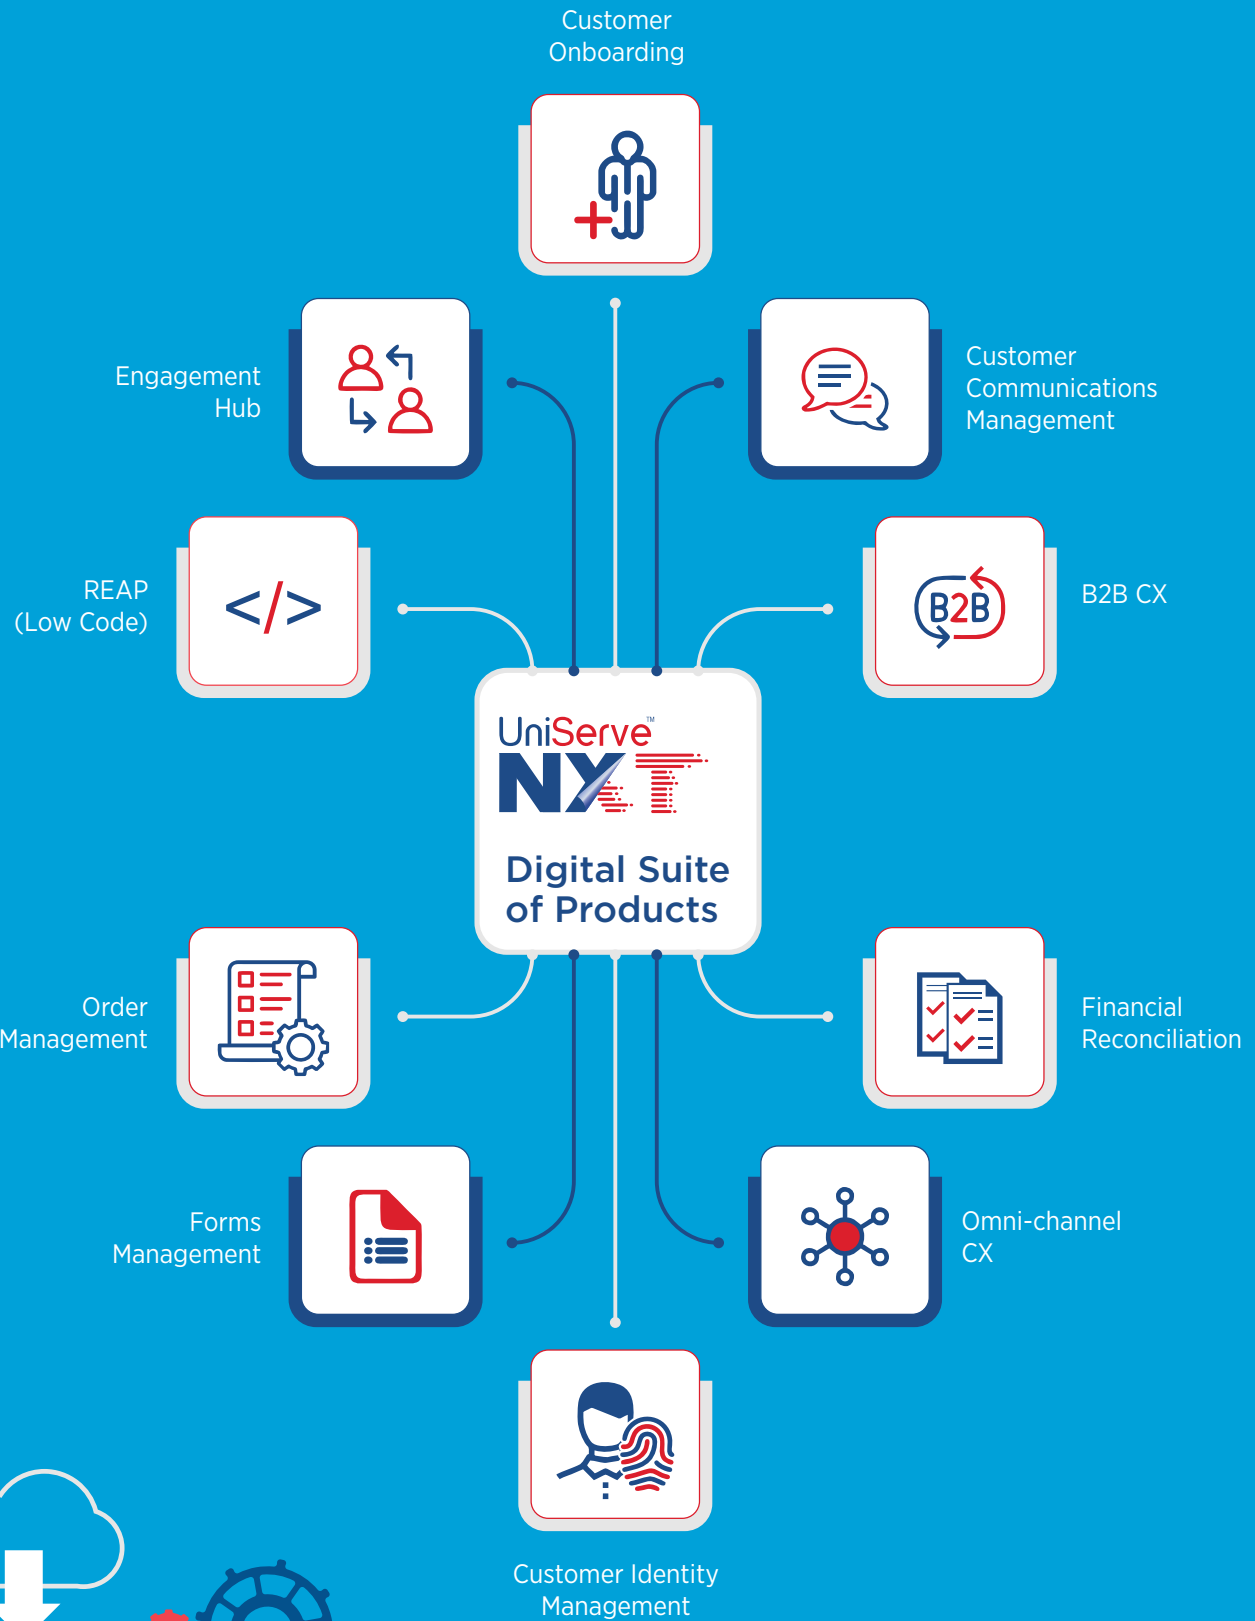 Customer
Onboarding
Engagement
Hub
Customer
Communications
Management
REAP
(Low Code)
</>
B2B
B2B CX
UniServe™
NXT
Digital Suite
of Products
Order
Management
Financial
Reconciliation
Forms
Management
Omni-channel
CX
Customer Identity
Management